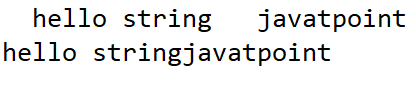 hello string   javatpoint
hello stringjavatpoint